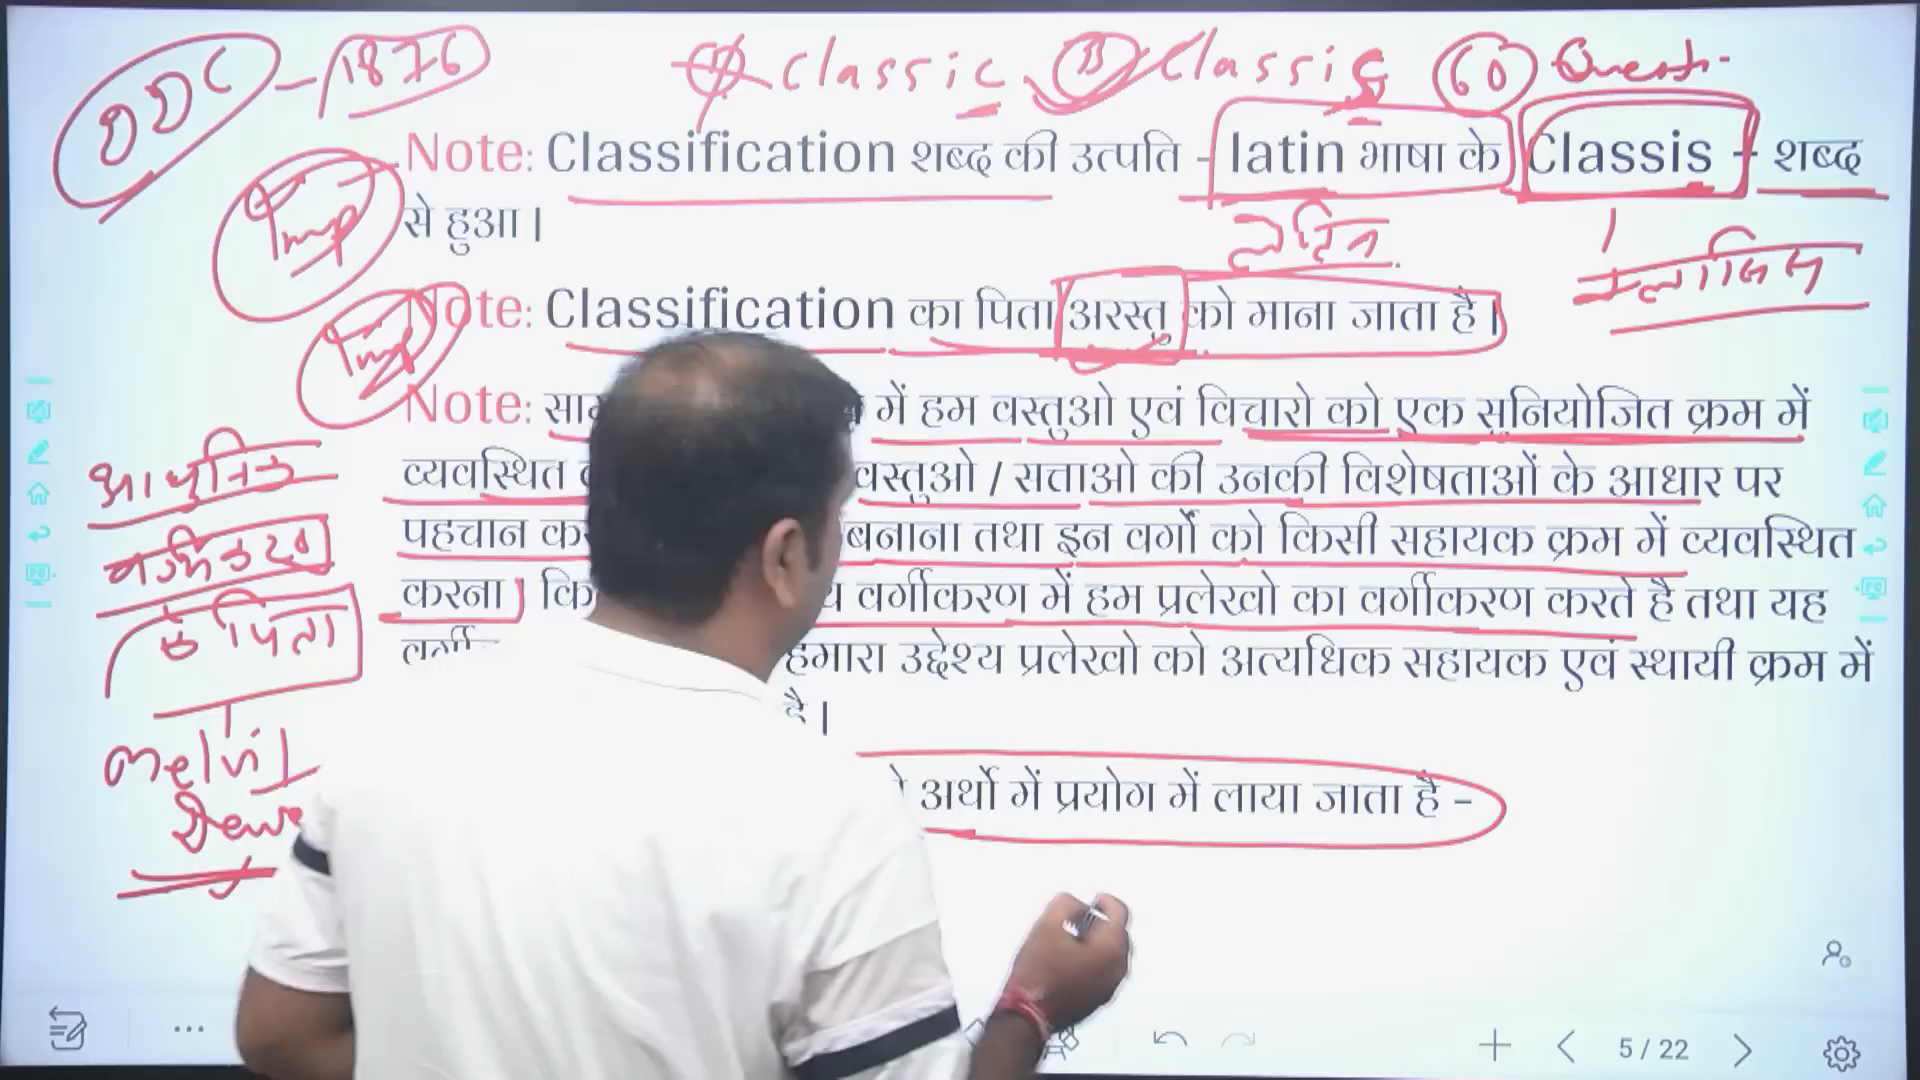 DDC - 1876
Classic Classis 60 Questi.
Note: Classification शब्द की उत्पति - latin भाषा के Classis - शब्द
Imp से हुआ।
लैटिन क्लासिस
Note: Classification का पिता अरस्तु को माना जाता है।
Imp
Note: में हम वस्तुओ एवं विचारो को एक सुनियोजित क्रम में
आधुनिक व्यवस्थित वस्तुओ / सत्ताओ की उनकी विशेषताओं के आधार पर
वर्गीकरण पहचान बनाना तथा इन वर्गों को किसी सहायक क्रम में व्यवस्थित
करना) वर्गीकरण में हम प्रलेखो का वर्गीकरण करते है तथा यह
के पिता हमारा उद्देश्य प्रलेखो को अत्यधिक सहायक एवं स्थायी क्रम में
है।
Melvil
अर्थो में प्रयोग में लाया जाता है -
5 / 22